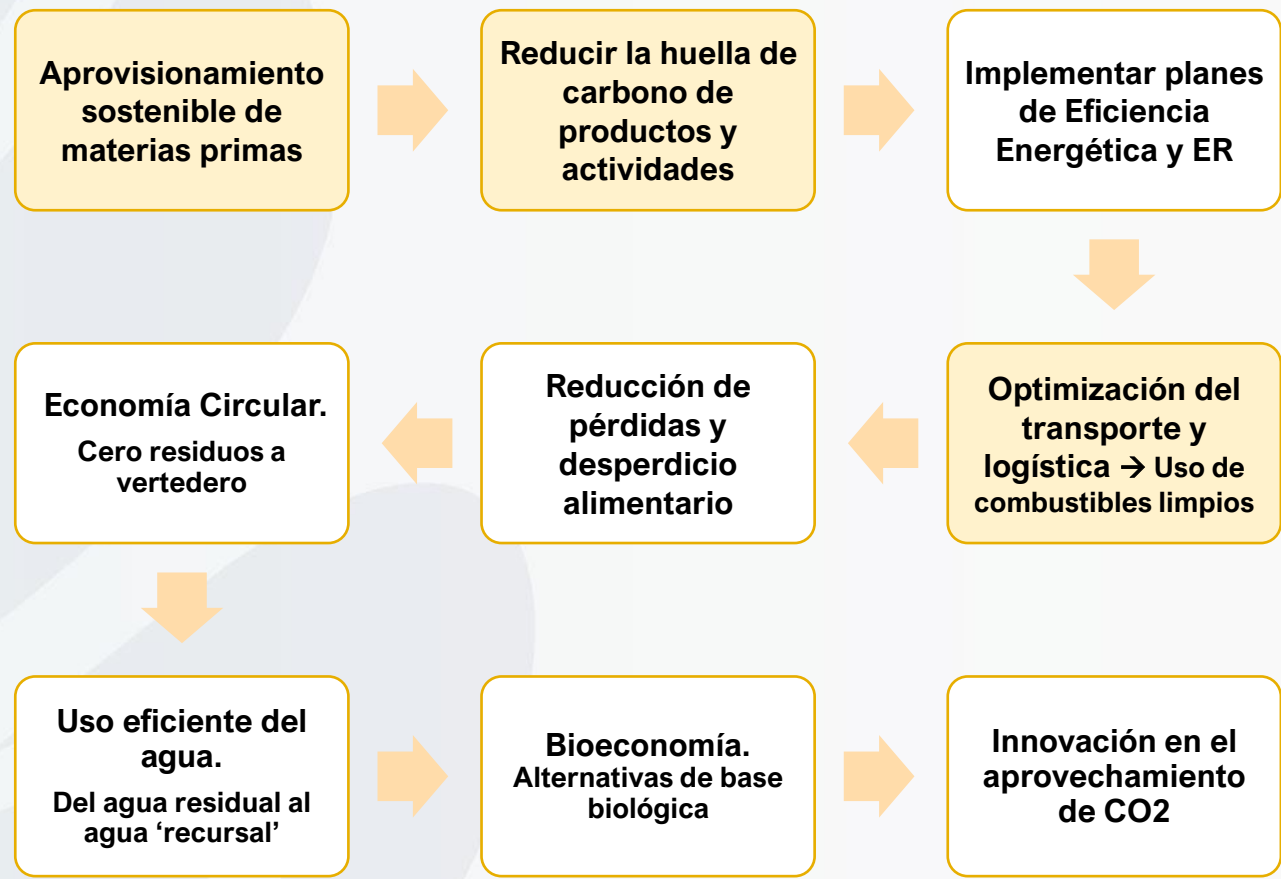 Aprovisionamiento
sostenible de
materias primas
Reducir la huella de
carbono de
productos y
actividades
Implementar planes
de Eficiencia
Energética y ER
Optimización del
transporte y
logística → Uso de
combustibles limpios
Reducción de
pérdidas y
desperdicio
alimentario
Economía Circular.
Cero residuos a
vertedero
Uso eficiente del
agua.
Del agua residual al
agua ‘recursal’
Bioeconomía.
Alternativas de base
biológica
Innovación en el
aprovechamiento
de CO2